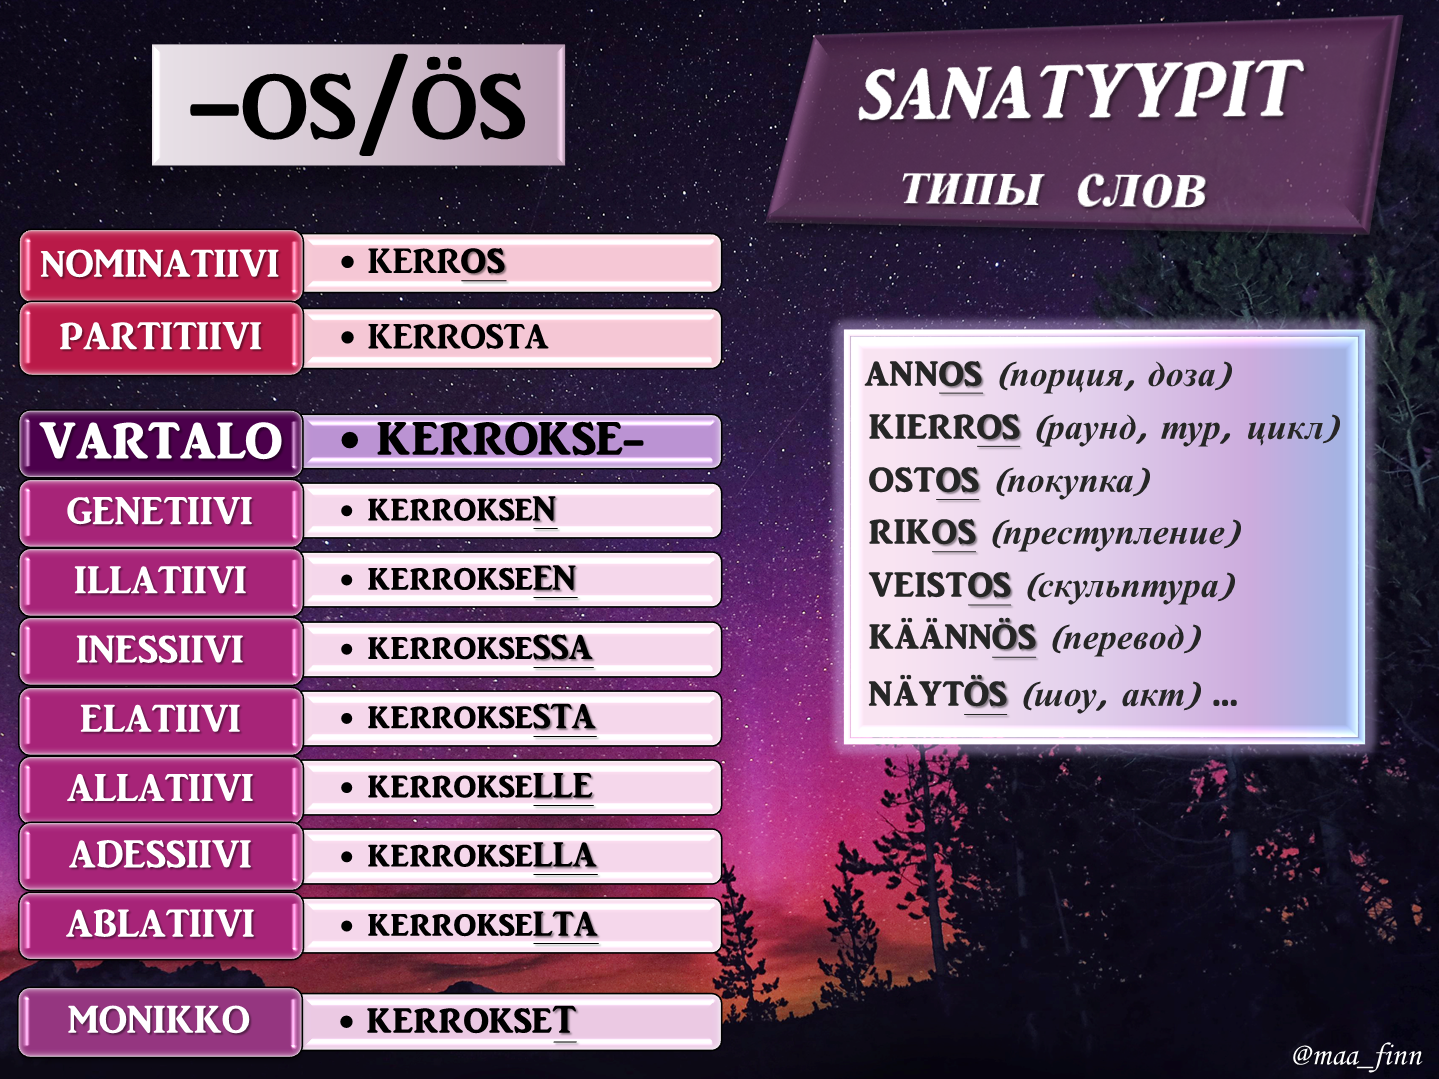 -OS/ÖS
SANATYYPIT
типы слов
NOMINATIIVI
• KERROS
PARTITIIVI
• KERROSTA
VARTALO
• KERROKSE-
GENETIIVI
• KERROKSEN
ILLATIIVI
• KERROKSEEN
INESSIIVI
• KERROKSESSA
ELATIIVI
• KERROKSESTA
ALLATIIVI
• KERROKSELLE
ADESSIIVI
• KERROKSELLA
ABLATIIVI
• KERROKSELTA
MONIKKO
• KERROKSET
ANNOS (порция, доза)
KIERROS (раунд, тур, цикл)
OSTOS (покупка)
RIKOS (преступление)
VEISTOS (скульптура)
KÄÄNNÖS (перевод)
NÄYTÖS (шоу, акт) ...
@maa_finn